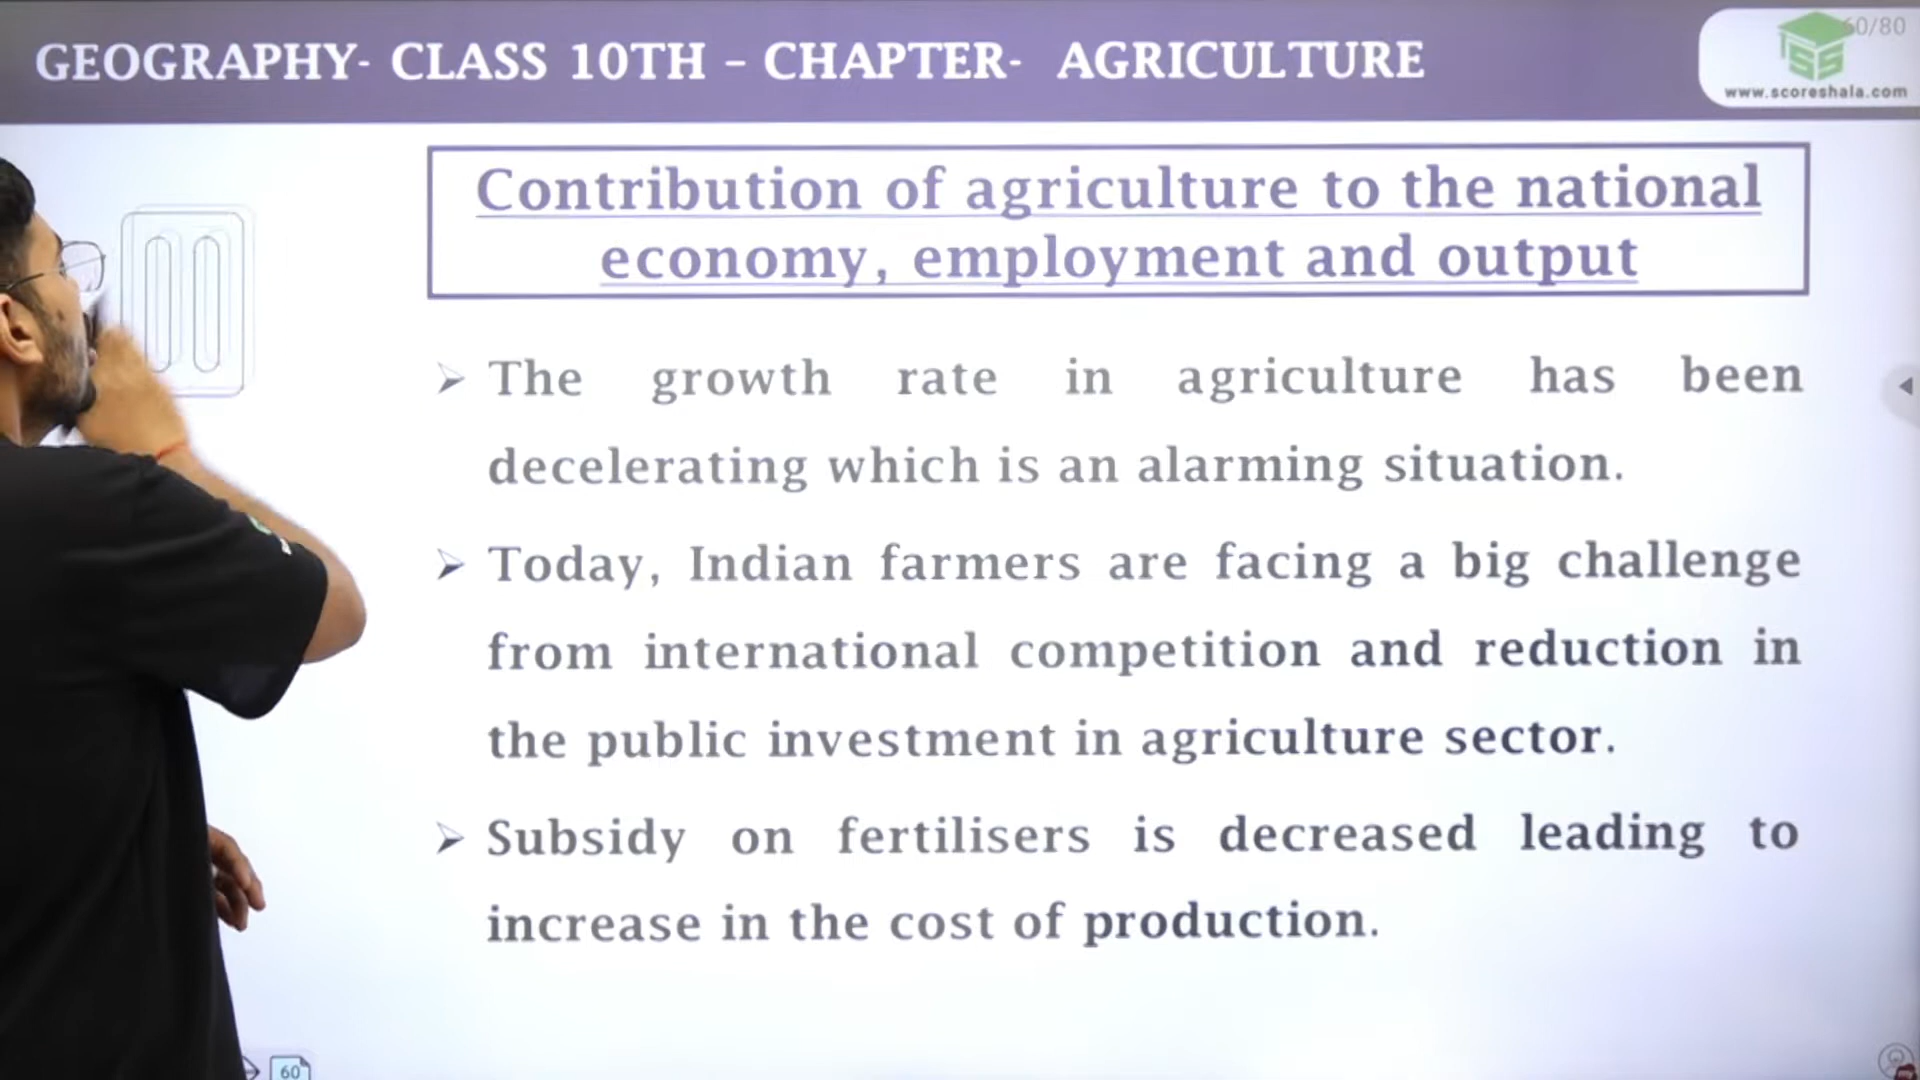 GEOGRAPHY- CLASS 10TH – CHAPTER- AGRICULTURE
60/80
www.scoreshala.com
Contribution of agriculture to the national
economy, employment and output
➢ The growth rate in agriculture has been
decelerating which is an alarming situation.
➢ Today, Indian farmers are facing a big challenge
from international competition and reduction in
the public investment in agriculture sector.
➢ Subsidy on fertilisers is decreased leading to
increase in the cost of production.
60